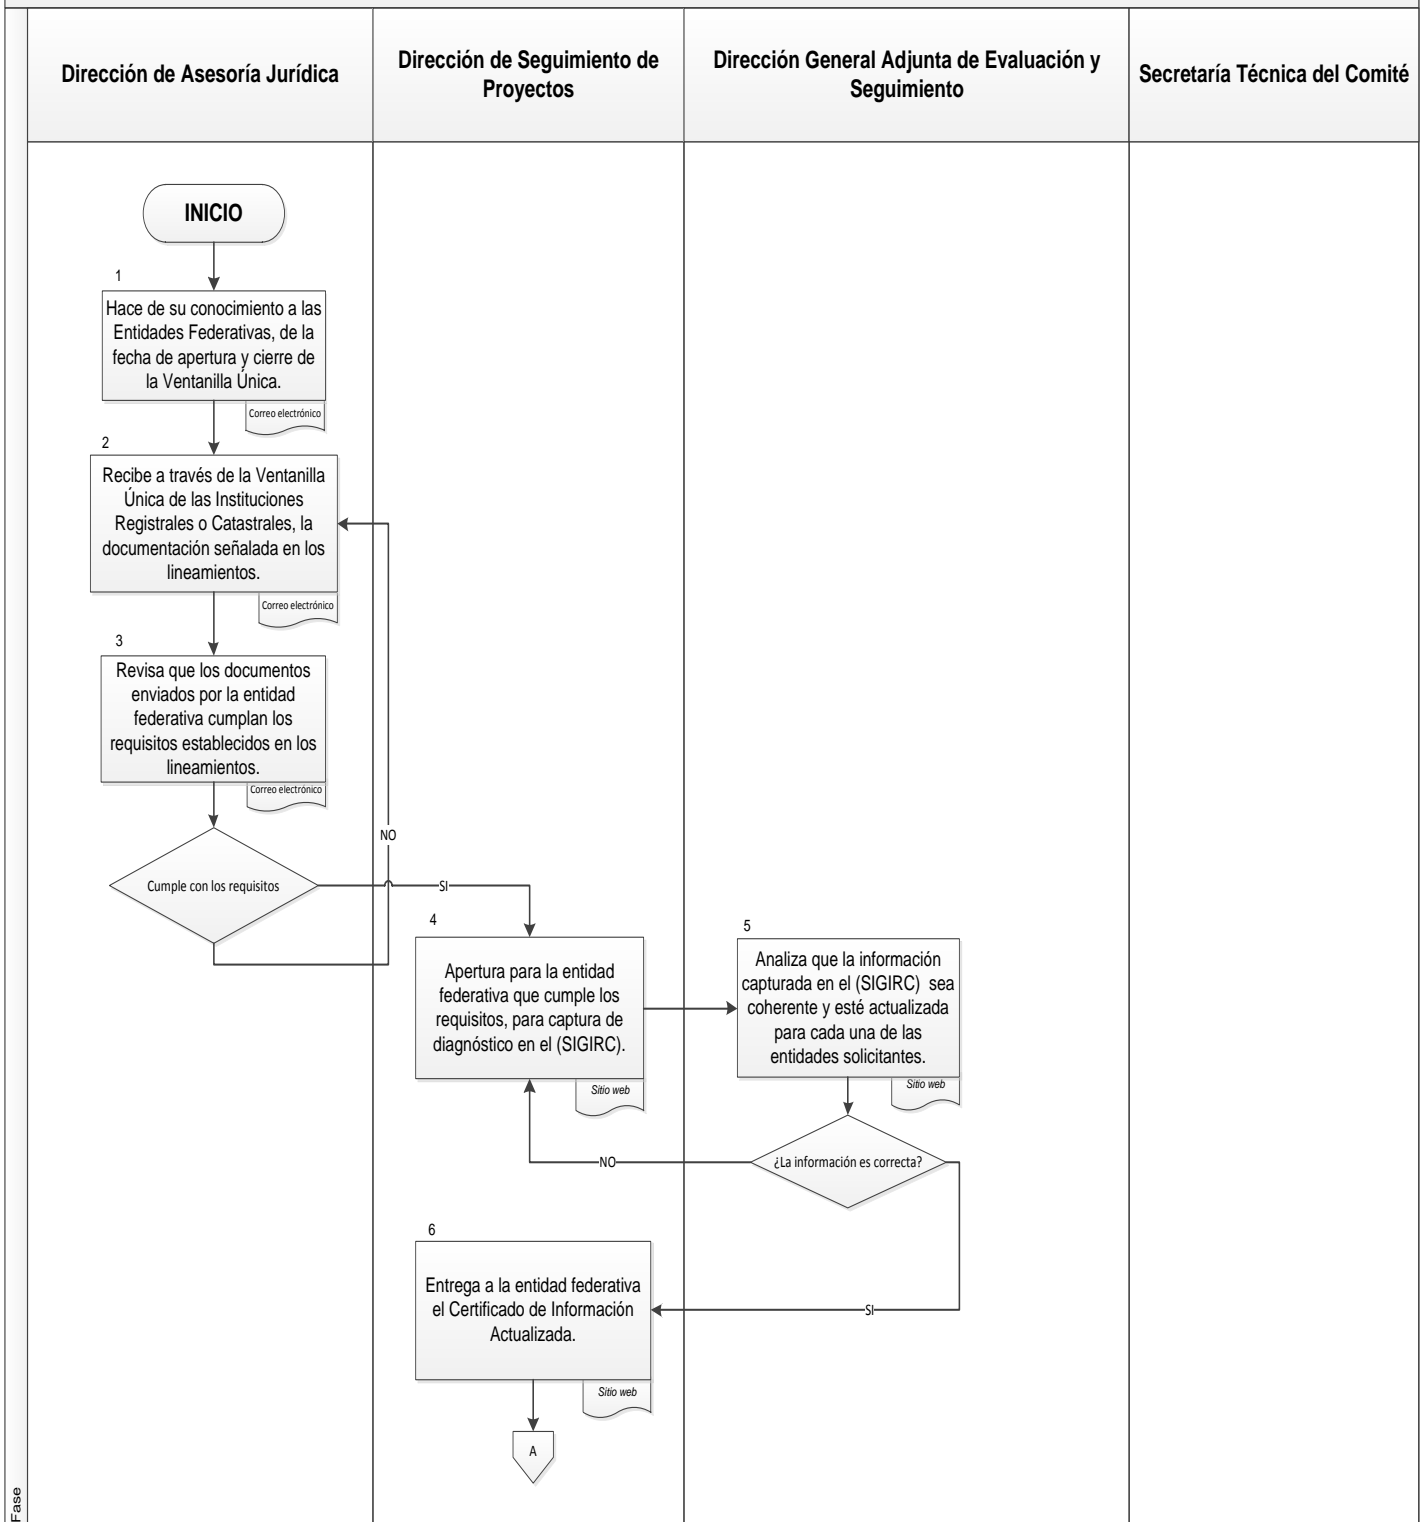 Dirección de Asesoría Jurídica
Dirección de Seguimiento de
Proyectos
Dirección General Adjunta de Evaluación y
Seguimiento
Secretaría Técnica del Comité
INICIO
1
Hace de su conocimiento a las
Entidades Federativas, de la
fecha de apertura y cierre de
la Ventanilla Única.
Correo electrónico
2
Recibe a través de la Ventanilla
Única de las Instituciones
Registrales o Catastrales, la
documentación señalada en los
lineamientos.
Correo electrónico
3
Revisa que los documentos
enviados por la entidad
federativa cumplan los
requisitos establecidos en los
lineamientos.
Correo electrónico
NO
Cumple con los requisitos
SI
4
Apertura para la entidad
federativa que cumple los
requisitos, para captura de
diagnóstico en el (SIGIRC).
Sitio web
5
Analiza que la información
capturada en el (SIGIRC)  sea
coherente y esté actualizada
para cada una de las
entidades solicitantes.
Sitio web
¿La información es correcta?
NO
SI
6
Entrega a la entidad federativa
el Certificado de Información
Actualizada.
Sitio web
A
Fase